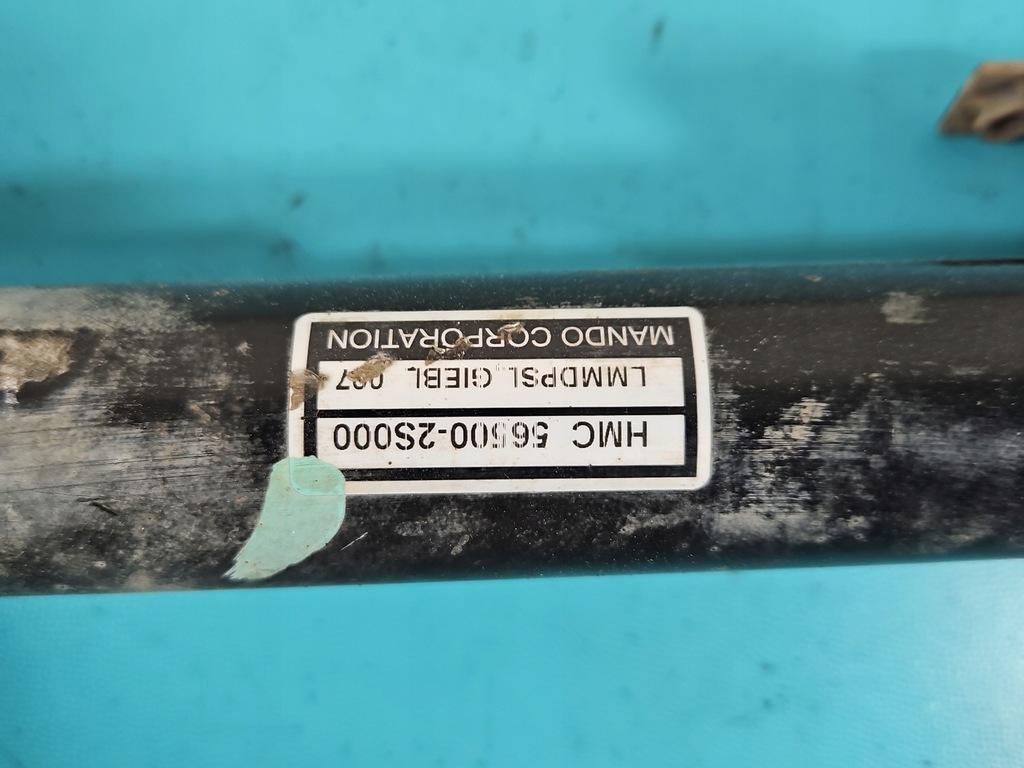 HMC 56500-2S000
LMMDPSL GIEBL 007
MANDO CORPORATION